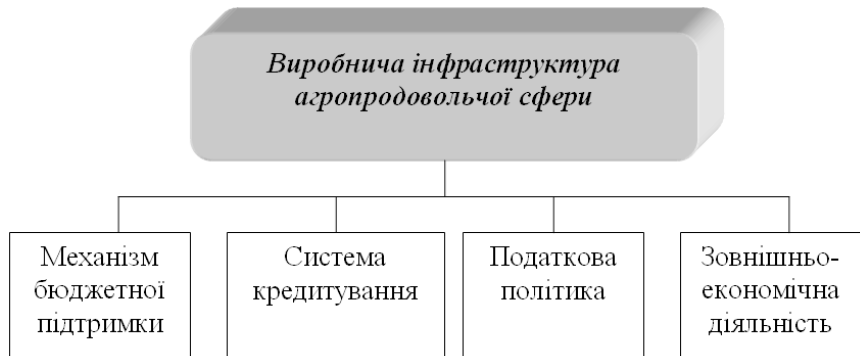 Виробнича інфраструктура
агропродовольчої сфери
Механізм
бюджетної
підтримки
Система
кредитування
Податкова
політика
Зовнішньо-
економічна
діяльність